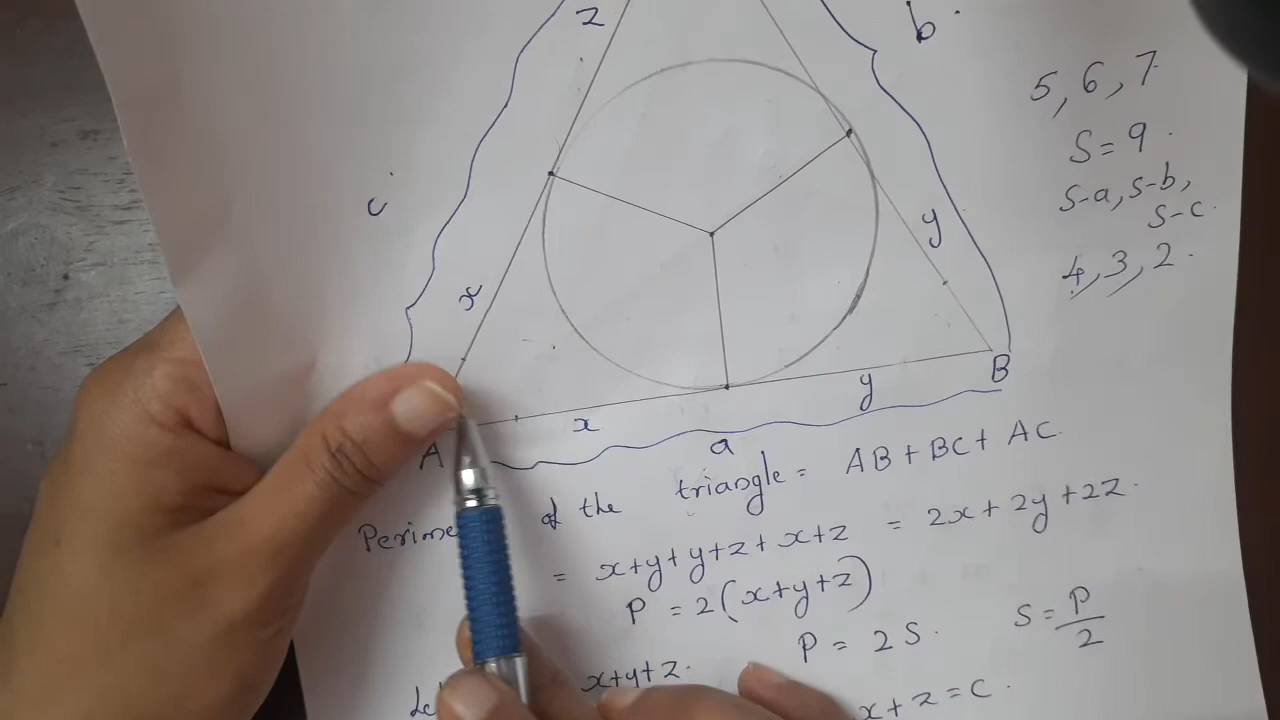 z
b
c
x
y
x
y
A
B
a
5, 6, 7
S = 9
S-a, S-b,
S-c
4, 3, 2
of the triangle = AB + BC + AC
= x+y+y+z+x+z = 2x + 2y + 2z
P = 2(x+y+z)
P = 2S S = P/2
x+y+z
x + z = c